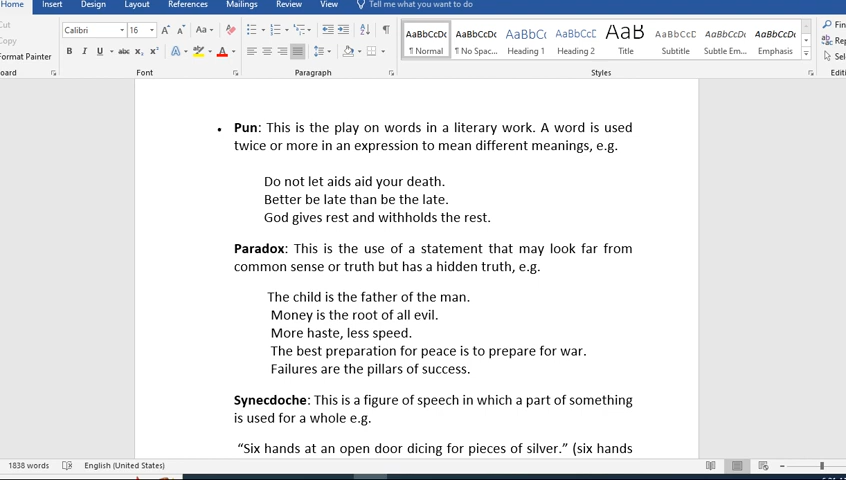 Home Insert Design Layout References Mailings Review View Tell me what you want to do
Cut
Copy
Format Painter
Calibri 16 Aa
B I U abc x₂ x² A A
AaBbCcDc AaBbCcDc AaBbCc AaBbCcD AaB AaBbCcD AaBbCcDc AaBbCcDc
¶ Normal ¶ No Spac... Heading 1 Heading 2 Title Subtitle Subtle Em... Emphasis
Font Paragraph Styles
• Pun: This is the play on words in a literary work. A word is used
twice or more in an expression to mean different meanings, e.g.
Do not let aids aid your death.
Better be late than be the late.
God gives rest and withholds the rest.
Paradox: This is the use of a statement that may look far from
common sense or truth but has a hidden truth, e.g.
The child is the father of the man.
Money is the root of all evil.
More haste, less speed.
The best preparation for peace is to prepare for war.
Failures are the pillars of success.
Synecdoche: This is a figure of speech in which a part of something
is used for a whole e.g.
“Six hands at an open door dicing for pieces of silver.” (six hands
1838 words English (United States)